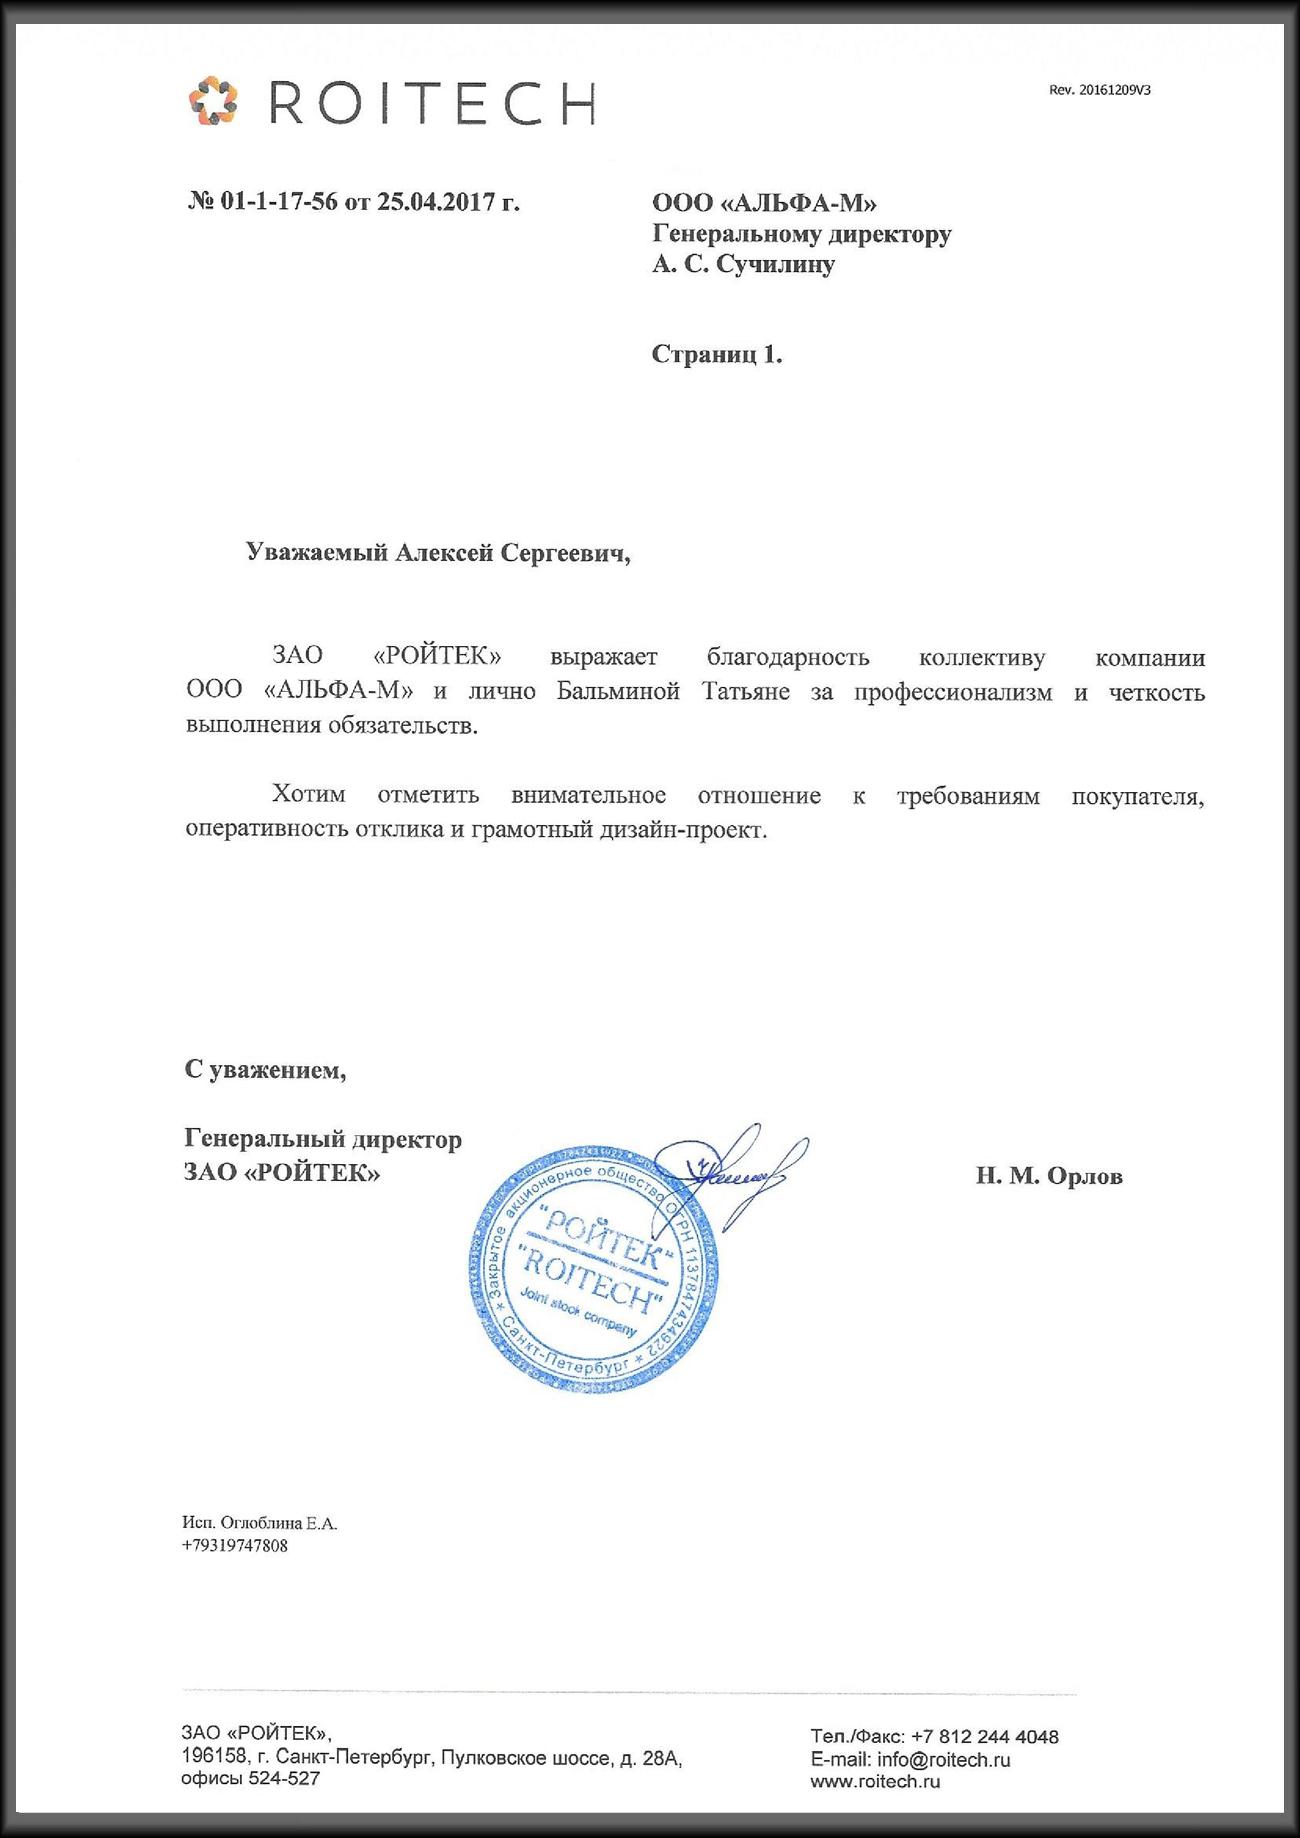 ROITECH
Rev. 20161209V3
№ 01-1-17-56 от 25.04.2017 г.
ООО «АЛЬФА-М»
Генеральному директору
А. С. Сучилину
Страниц 1.
Уважаемый Алексей Сергеевич,
ЗАО «РОЙТЕК» выражает благодарность коллективу компании
ООО «АЛЬФА-М» и лично Бальминой Татьяне за профессионализм и четкость
выполнения обязательств.
Хотим отметить внимательное отношение к требованиям покупателя,
оперативность отклика и грамотный дизайн-проект.
С уважением,
Генеральный директор
ЗАО «РОЙТЕК»
Н. М. Орлов
* Закрытое акционерное общество ОГРН 1137847434922 * Санкт-Петербург
"РОЙТЕК"
"ROITECH"
Joint stock company
Исп. Оглоблина Е.А.
+79319747808
ЗАО «РОЙТЕК»,
196158, г. Санкт-Петербург, Пулковское шоссе, д. 28А,
офисы 524-527
Тел./Факс: +7 812 244 4048
E-mail: info@roitech.ru
www.roitech.ru